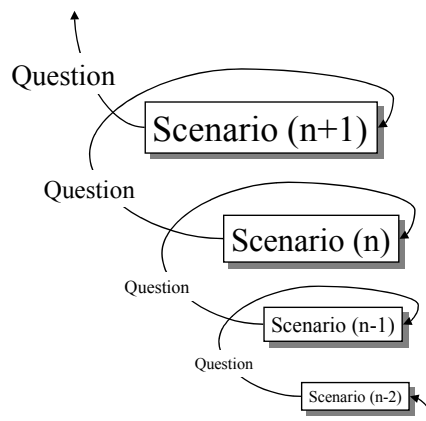 Question
Scenario (n+1)
Question
Scenario (n)
Question
Scenario (n-1)
Question
Scenario (n-2)